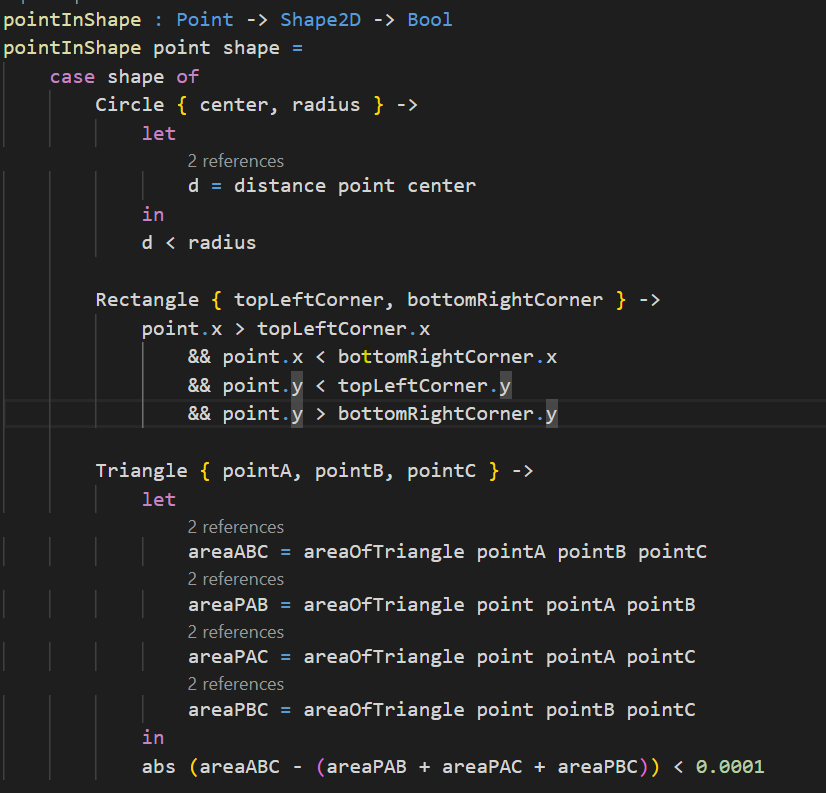 pointInShape : Point -> Shape2D -> Bool
pointInShape point shape =
    case shape of
        Circle { center, radius } ->
            let
                2 references
                d = distance point center
            in
            d < radius

        Rectangle { topLeftCorner, bottomRightCorner } ->
            point.x > topLeftCorner.x
                && point.x < bottomRightCorner.x
                && point.y < topLeftCorner.y
                && point.y > bottomRightCorner.y

        Triangle { pointA, pointB, pointC } ->
            let
                2 references
                areaABC = areaOfTriangle pointA pointB pointC
                2 references
                areaPAB = areaOfTriangle point pointA pointB
                2 references
                areaPAC = areaOfTriangle point pointA pointC
                2 references
                areaPBC = areaOfTriangle point pointB pointC
            in
            abs (areaABC - (areaPAB + areaPAC + areaPBC)) < 0.0001